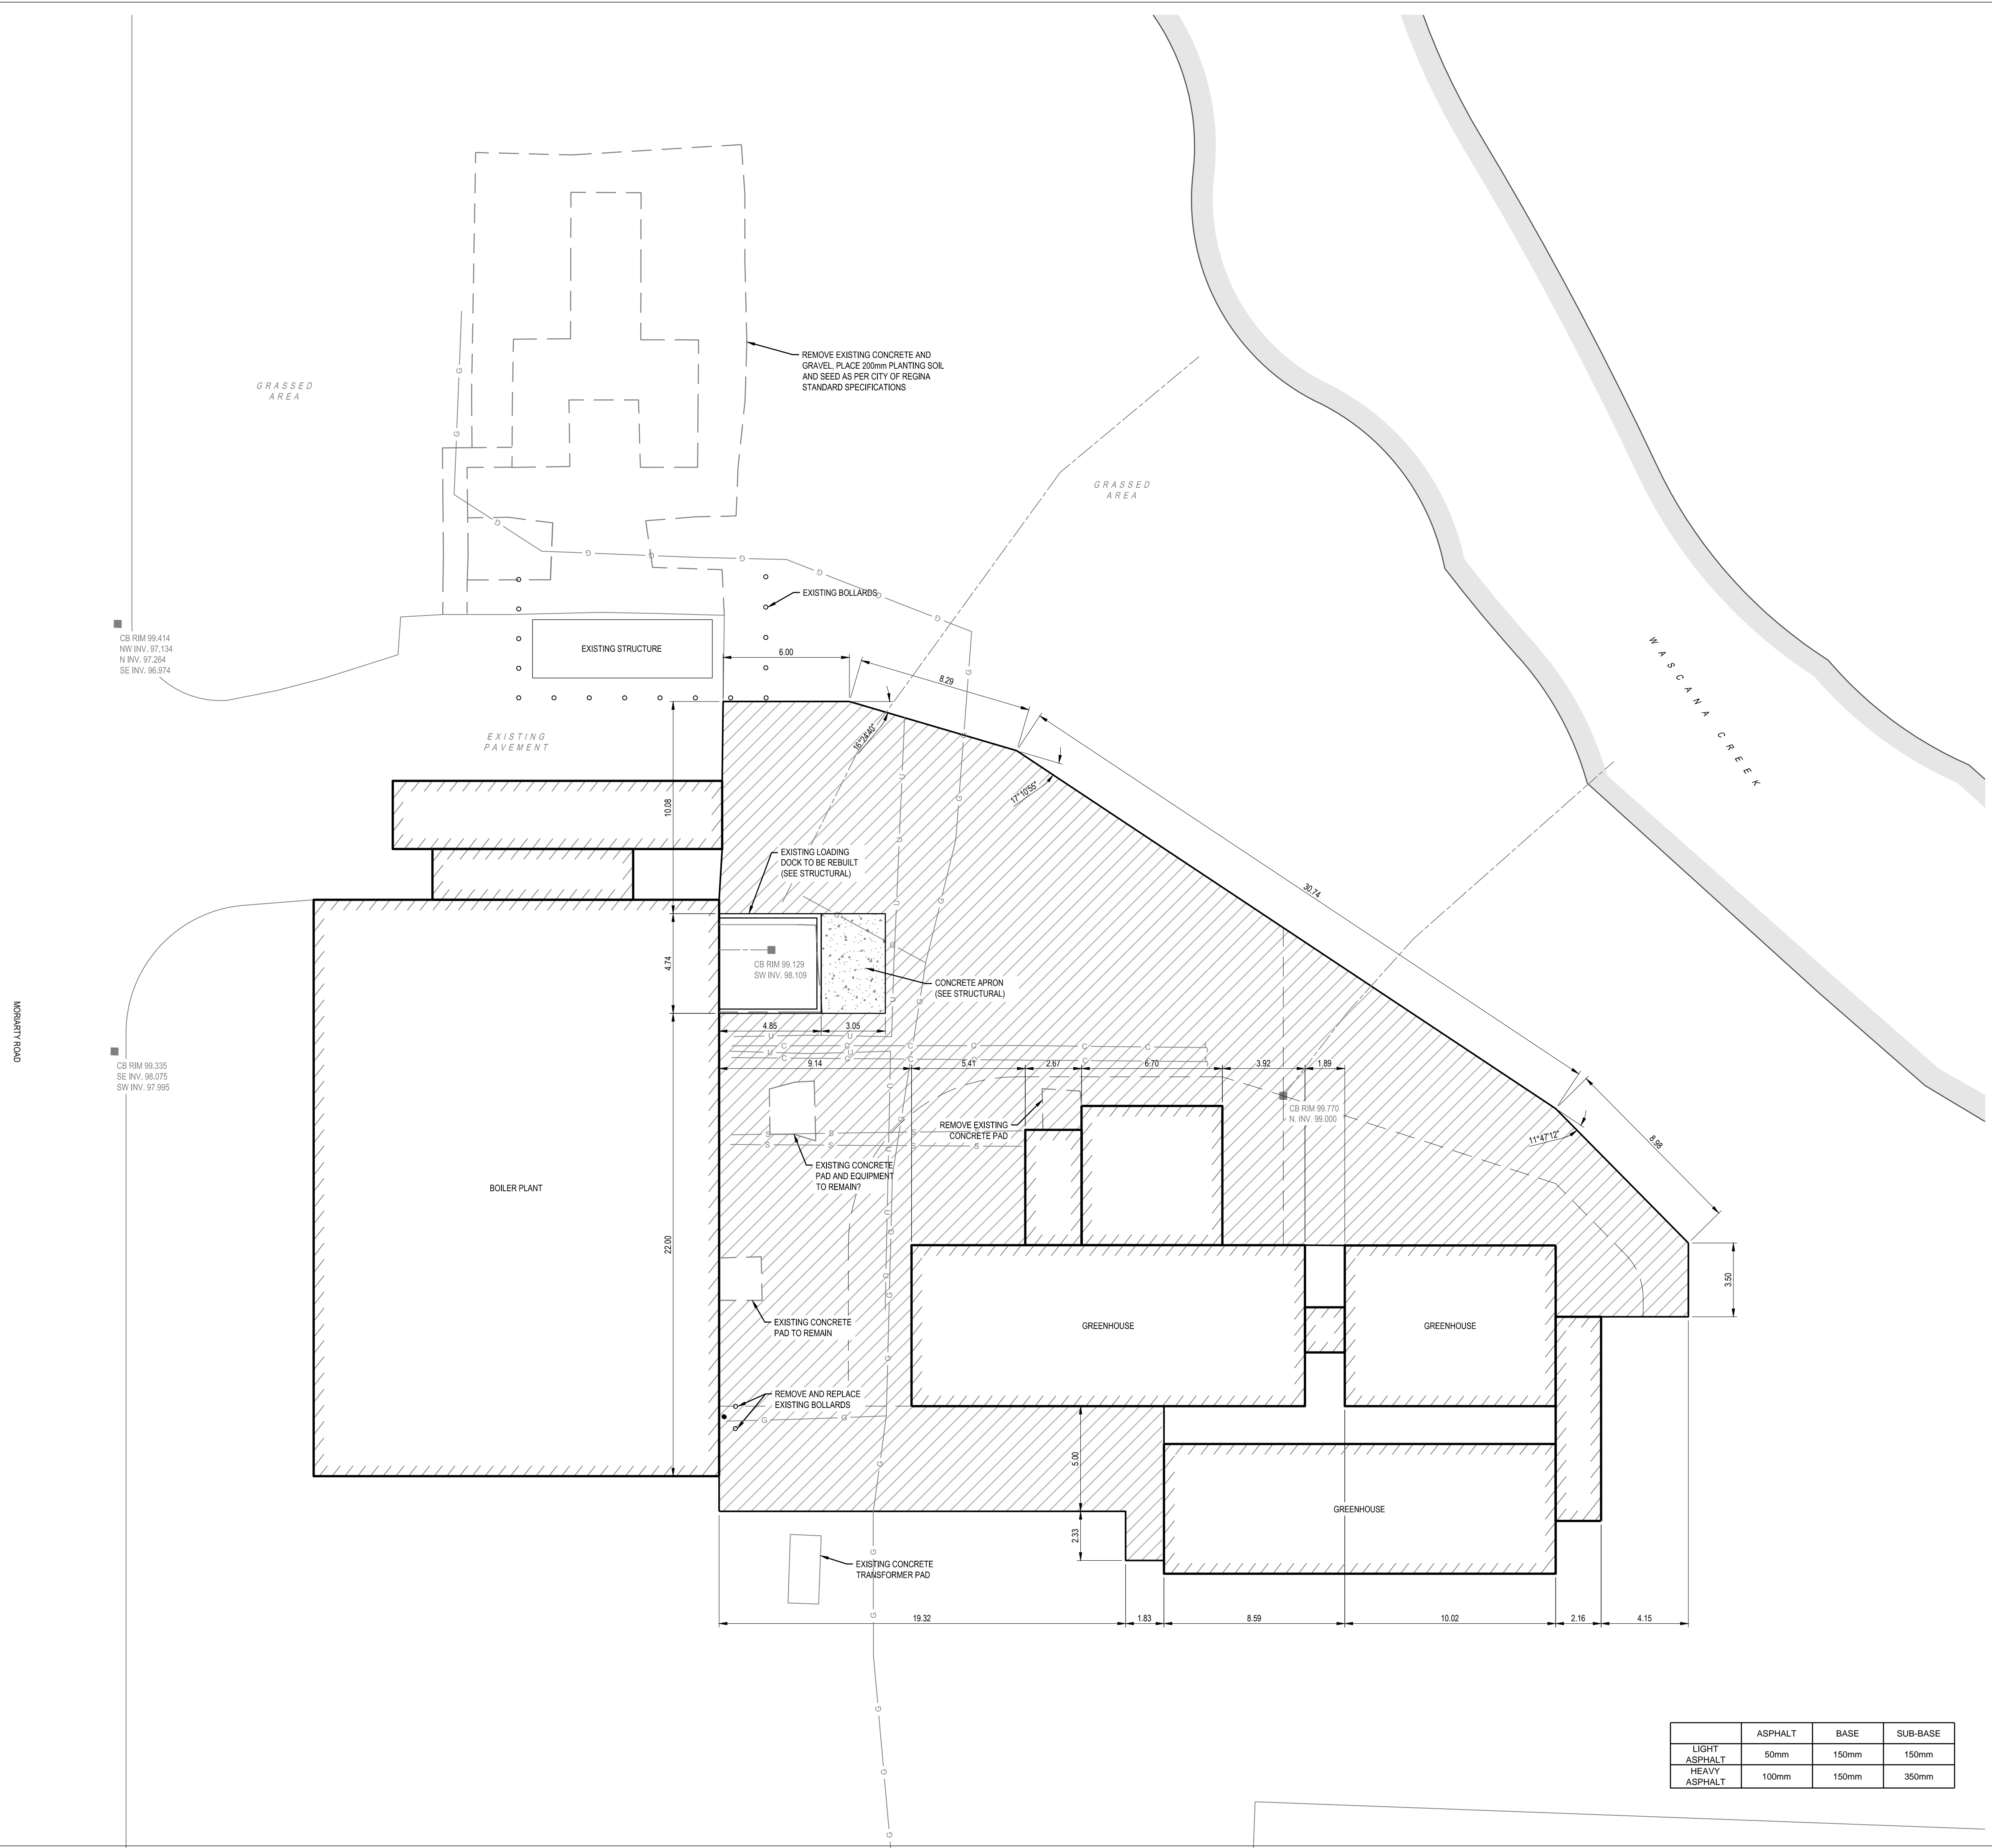 REMOVE EXISTING CONCRETE AND
GRAVEL, PLACE 200mm PLANTING SOIL
AND SEED AS PER CITY OF REGINA
STANDARD SPECIFICATIONS
GRASSED
AREA
GRASSED
AREA
EXISTING BOLLARDS
CB RIM 99.414
NW INV. 97.134
N INV. 97.264
SE INV. 96.974
EXISTING STRUCTURE
WASCANA CREEK
6.00
8.29
16°24'40"
EXISTING
PAVEMENT
17°10'55"
10.08
EXISTING LOADING
DOCK TO BE REBUILT
(SEE STRUCTURAL)
30.74
4.74
CB RIM 99.129
SW INV. 98.109
CONCRETE APRON
(SEE STRUCTURAL)
MORIARTY ROAD
4.85
3.05
CB RIM 99.335
SE INV. 98.075
SW INV. 97.995
9.14
5.41
2.67
6.70
3.92
1.89
CB RIM 99.770
N. INV. 99.000
REMOVE EXISTING
CONCRETE PAD
11°47'12"
8.98
EXISTING CONCRETE
PAD AND EQUIPMENT
TO REMAIN?
BOILER PLANT
22.00
3.50
EXISTING CONCRETE
PAD TO REMAIN
GREENHOUSE
GREENHOUSE
REMOVE AND REPLACE
EXISTING BOLLARDS
5.00
GREENHOUSE
2.33
EXISTING CONCRETE
TRANSFORMER PAD
19.32
1.83
8.59
10.02
2.16
4.15
ASPHALT BASE SUB-BASE
LIGHT
ASPHALT 50mm 150mm 150mm
HEAVY
ASPHALT 100mm 150mm 350mm